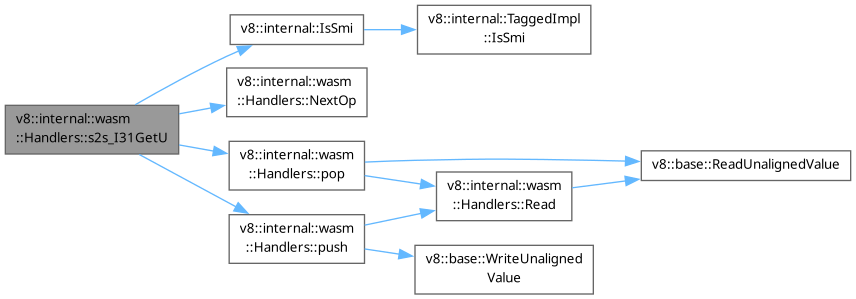 v8::internal::IsSmi
v8::internal::TaggedImpl
::IsSmi
v8::internal::wasm
::Handlers::NextOp
v8::internal::wasm
::Handlers::s2s_I31GetU
v8::internal::wasm
::Handlers::pop
v8::base::ReadUnalignedValue
v8::internal::wasm
::Handlers::Read
v8::internal::wasm
::Handlers::push
v8::base::WriteUnaligned
Value